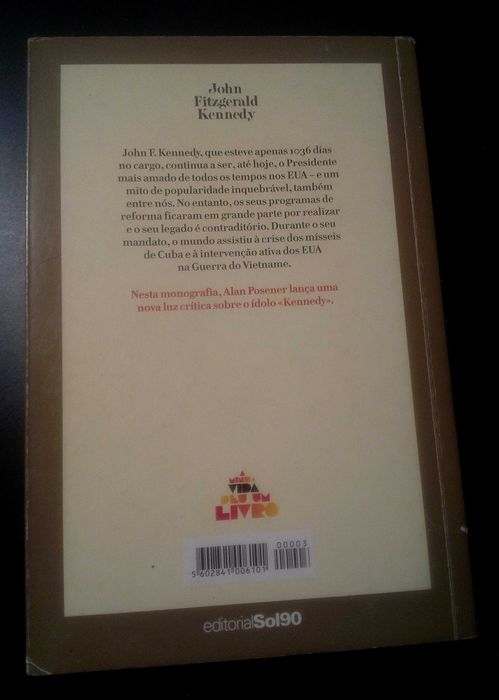 John
Fitzgerald
Kennedy
John F. Kennedy, que esteve apenas 1036 dias
no cargo, continua a ser, até hoje, o Presidente
mais amado de todos os tempos nos EUA – e um
mito de popularidade inquebrável, também
entre nós. No entanto, os seus programas de
reforma ficaram em grande parte por realizar
e o seu legado é contraditório. Durante o seu
mandato, o mundo assistiu à crise dos mísseis
de Cuba e à intervenção ativa dos EUA
na Guerra do Vietname.
Nesta monografia, Alan Posener lança uma
nova luz crítica sobre o ídolo «Kennedy».
A
MINHA
VIDA
DEU UM
LIVRO
00003
5 602841 006101
editorialSol90